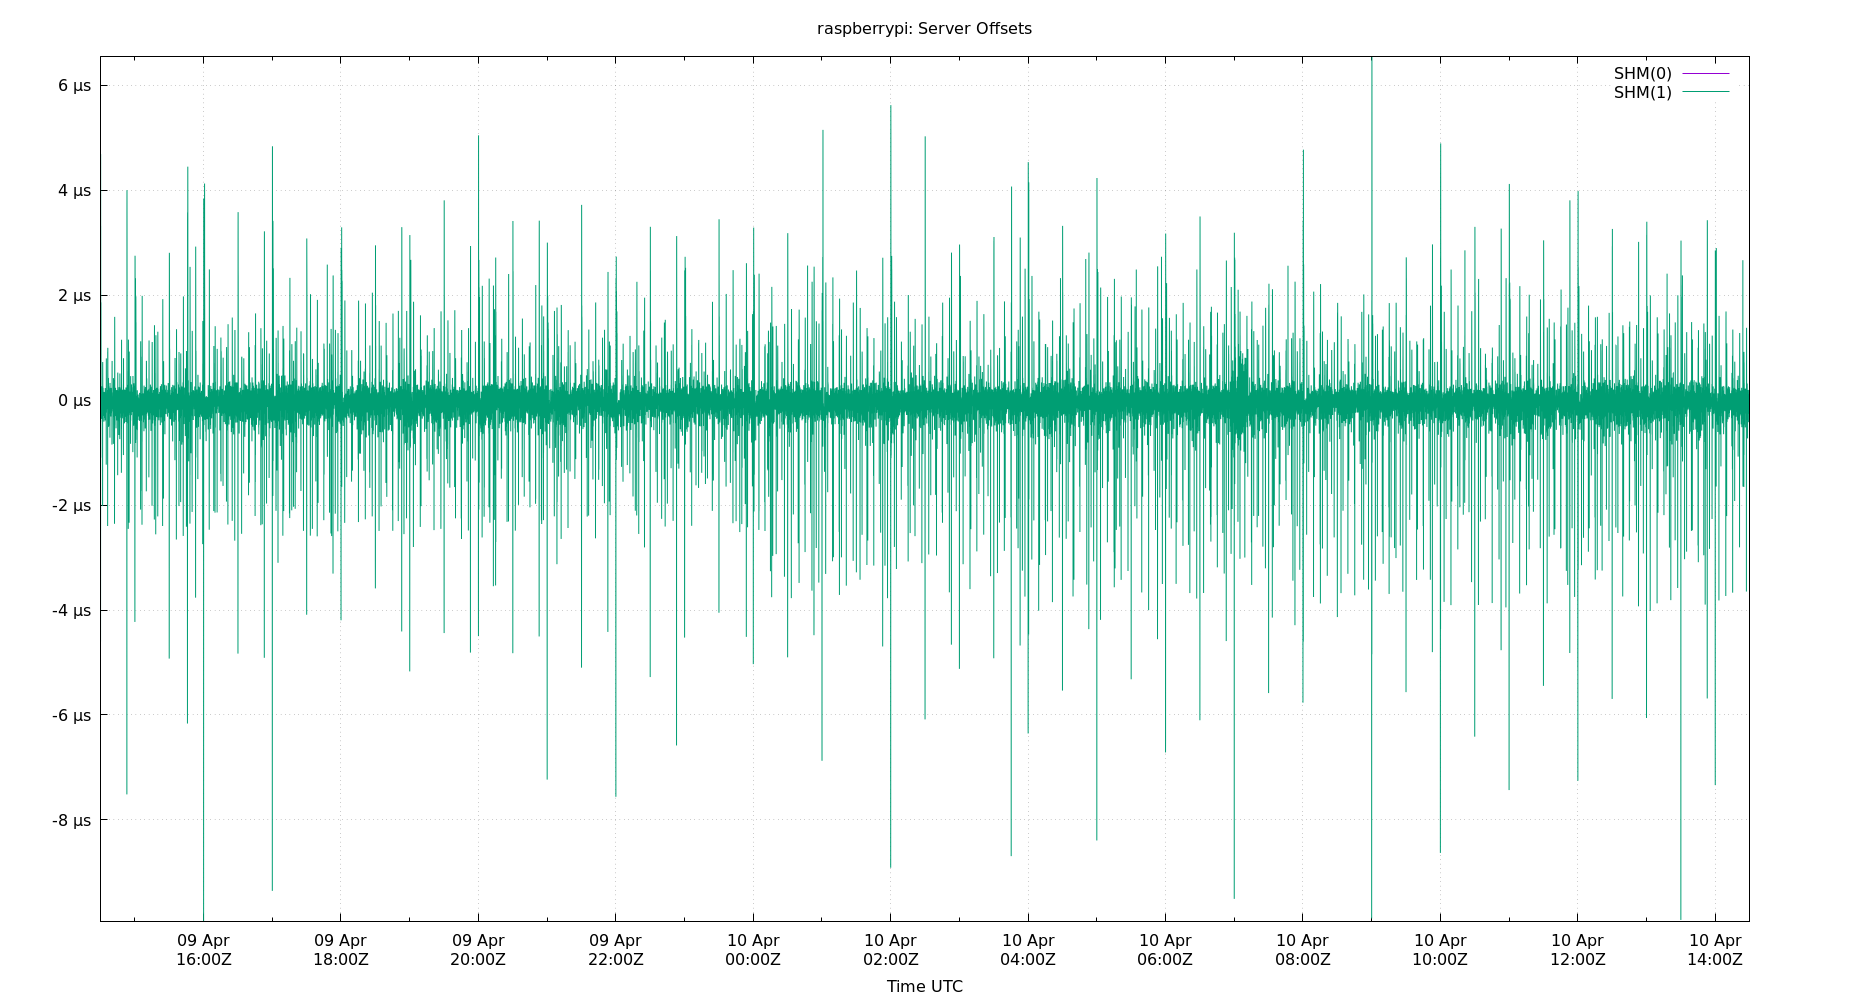 raspberrypi: Server Offsets
SHM(0)
SHM(1)
6 µs
4 µs
2 µs
0 µs
-2 µs
-4 µs
-6 µs
-8 µs
09 Apr 09 Apr 09 Apr 09 Apr 10 Apr 10 Apr 10 Apr 10 Apr 10 Apr 10 Apr 10 Apr 10 Apr
16:00Z 18:00Z 20:00Z 22:00Z 00:00Z 02:00Z 04:00Z 06:00Z 08:00Z 10:00Z 12:00Z 14:00Z
Time UTC